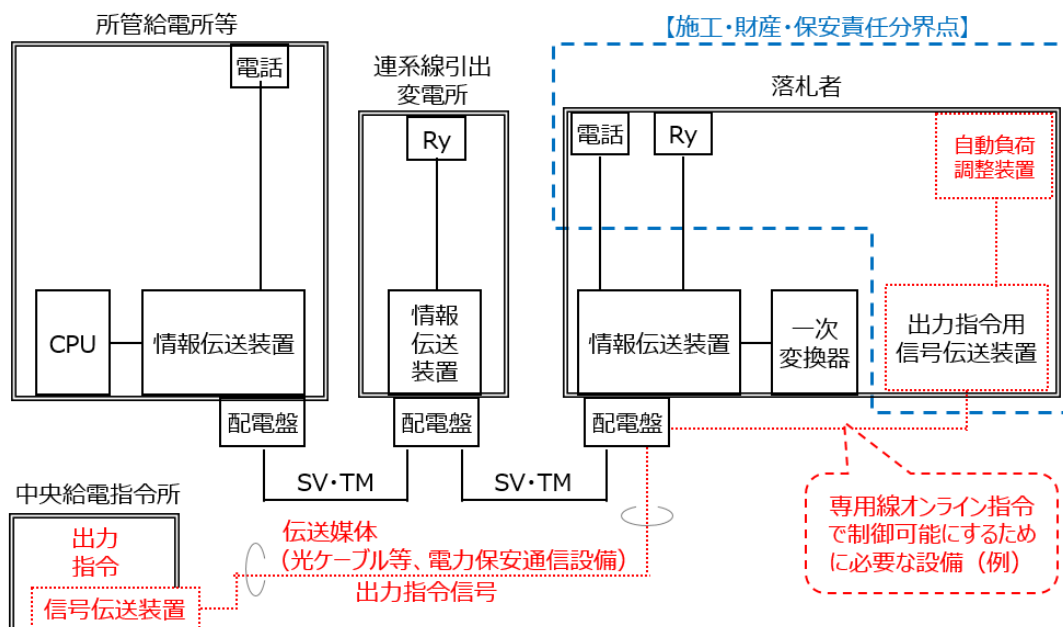 所管給電所等
電話
CPU
情報伝送装置
配電盤
連系線引出
変電所
Ry
情報
伝送
装置
配電盤
【施工・財産・保安責任分界点】
落札者
電話
Ry
自動負荷
調整装置
情報伝送装置
一次
変換器
出力指令用
信号伝送装置
配電盤
SV・TM
SV・TM
中央給電指令所
出力
指令
信号伝送装置
伝送媒体
(光ケーブル等、電力保安通信設備)
出力指令信号
専用線オンライン指令
で制御可能にするため
に必要な設備（例）